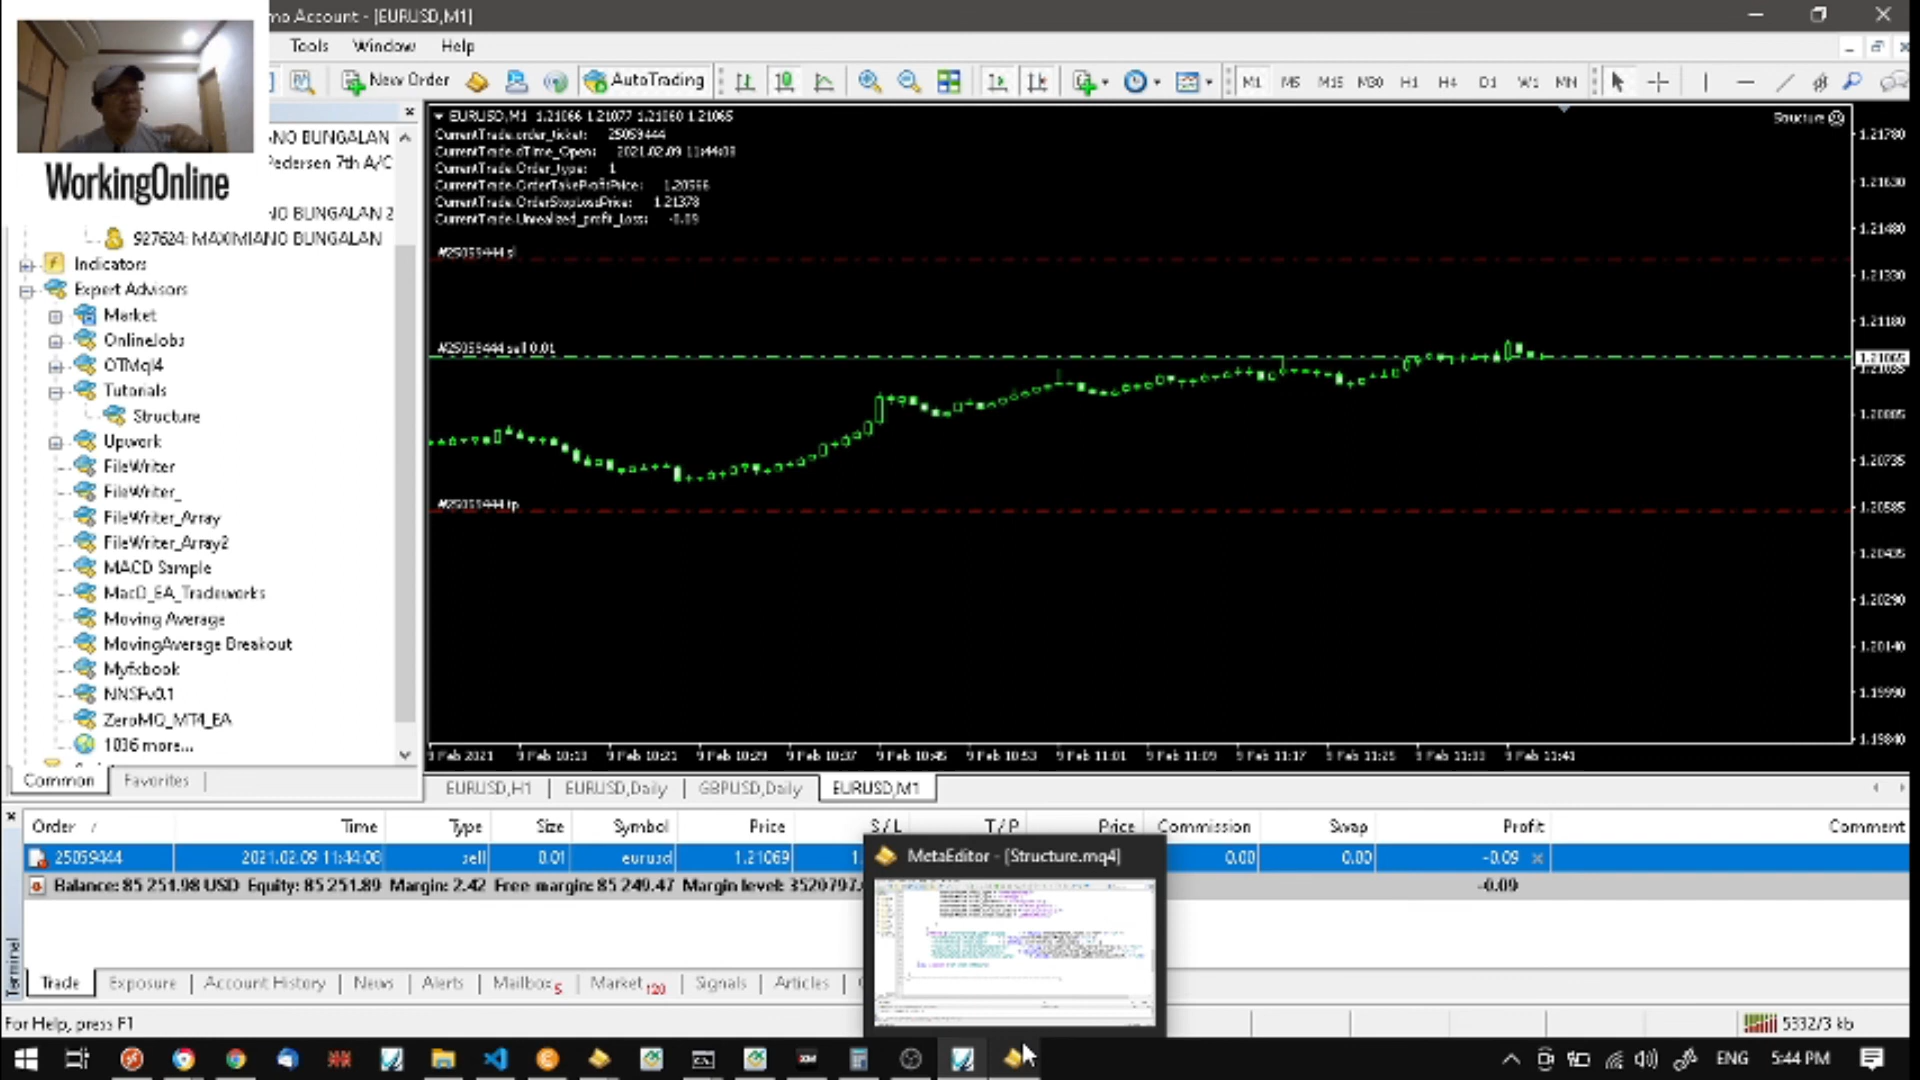 mo Account - [EURUSD,M1]
Tools Window Help
New Order AutoTrading M1 M5 M15 M30 H1 H4 D1 W1 MN
WorkingOnline
NO BUNGALAN
Pedersen 7th A/C
NO BUNGALAN 2
927624: MAXIMIANO BUNGALAN
Indicators
Expert Advisors
Market
OnlineJobs
OTMql4
Tutorials
Structure
Upwork
FileWriter
FileWriter_
FileWriter_Array
FileWriter_Array2
MACD Sample
MacD_EA_Tradeworks
Moving Average
MovingAverage Breakout
Myfxbook
NNSFv0.1
ZeroMQ_MT4_EA
1036 more...
Common Favorites
EURUSD,M1 1.21066 1.21077 1.21060 1.21065
Structure
CurrentTrade.order_ticket: 25059444
CurrentTrade.dTime_Open: 2021.02.09 11:44:08
CurrentTrade.Order_type: 1
CurrentTrade.OrderTakeProfitPrice: 1.20566
CurrentTrade.OrderStopLossPrice: 1.21378
CurrentTrade.Unrealized_profit_Loss: -0.09
#25059444 sl
#25059444 sell 0.01
#25059444 tp
1.21780
1.21630
1.21480
1.21330
1.21180
1.21065
1.21035
1.20885
1.20735
1.20585
1.20435
1.20290
1.20140
1.19990
1.19840
9 Feb 2021 9 Feb 10:13 9 Feb 10:21 9 Feb 10:29 9 Feb 10:37 9 Feb 10:45 9 Feb 10:53 9 Feb 11:01 9 Feb 11:09 9 Feb 11:17 9 Feb 11:25 9 Feb 11:33 9 Feb 11:41
EURUSD,H1 EURUSD,Daily GBPUSD,Daily EURUSD,M1
Order / Time Type Size Symbol Price S / L T / P Price Commission Swap Profit Comment
25059444 2021.02.09 11:44:08 sell 0.01 eurusd 1.21069 1. 0.00 0.00 -0.09
Balance: 85 251.98 USD Equity: 85 251.89 Margin: 2.42 Free margin: 85 249.47 Margin level: 3520797. -0.09
MetaEditor - [Structure.mq4]
Terminal
Trade Exposure Account History News Alerts Mailbox 5 Market 120 Signals Articles
For Help, press F1
5332/3 kb
ENG 5:44 PM